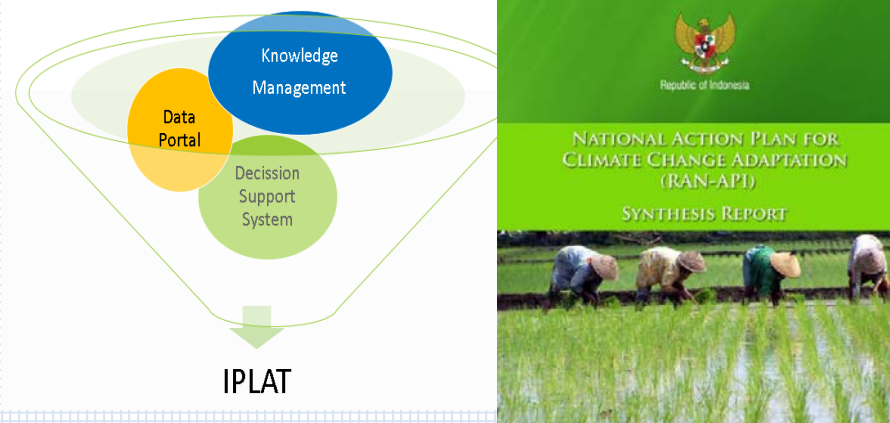 Knowledge
Management
Data
Portal
Decission
Support
System
IPLAT
Republic of Indonesia
NATIONAL ACTION PLAN FOR
CLIMATE CHANGE ADAPTATION
(RAN-API)
SYNTHESIS REPORT